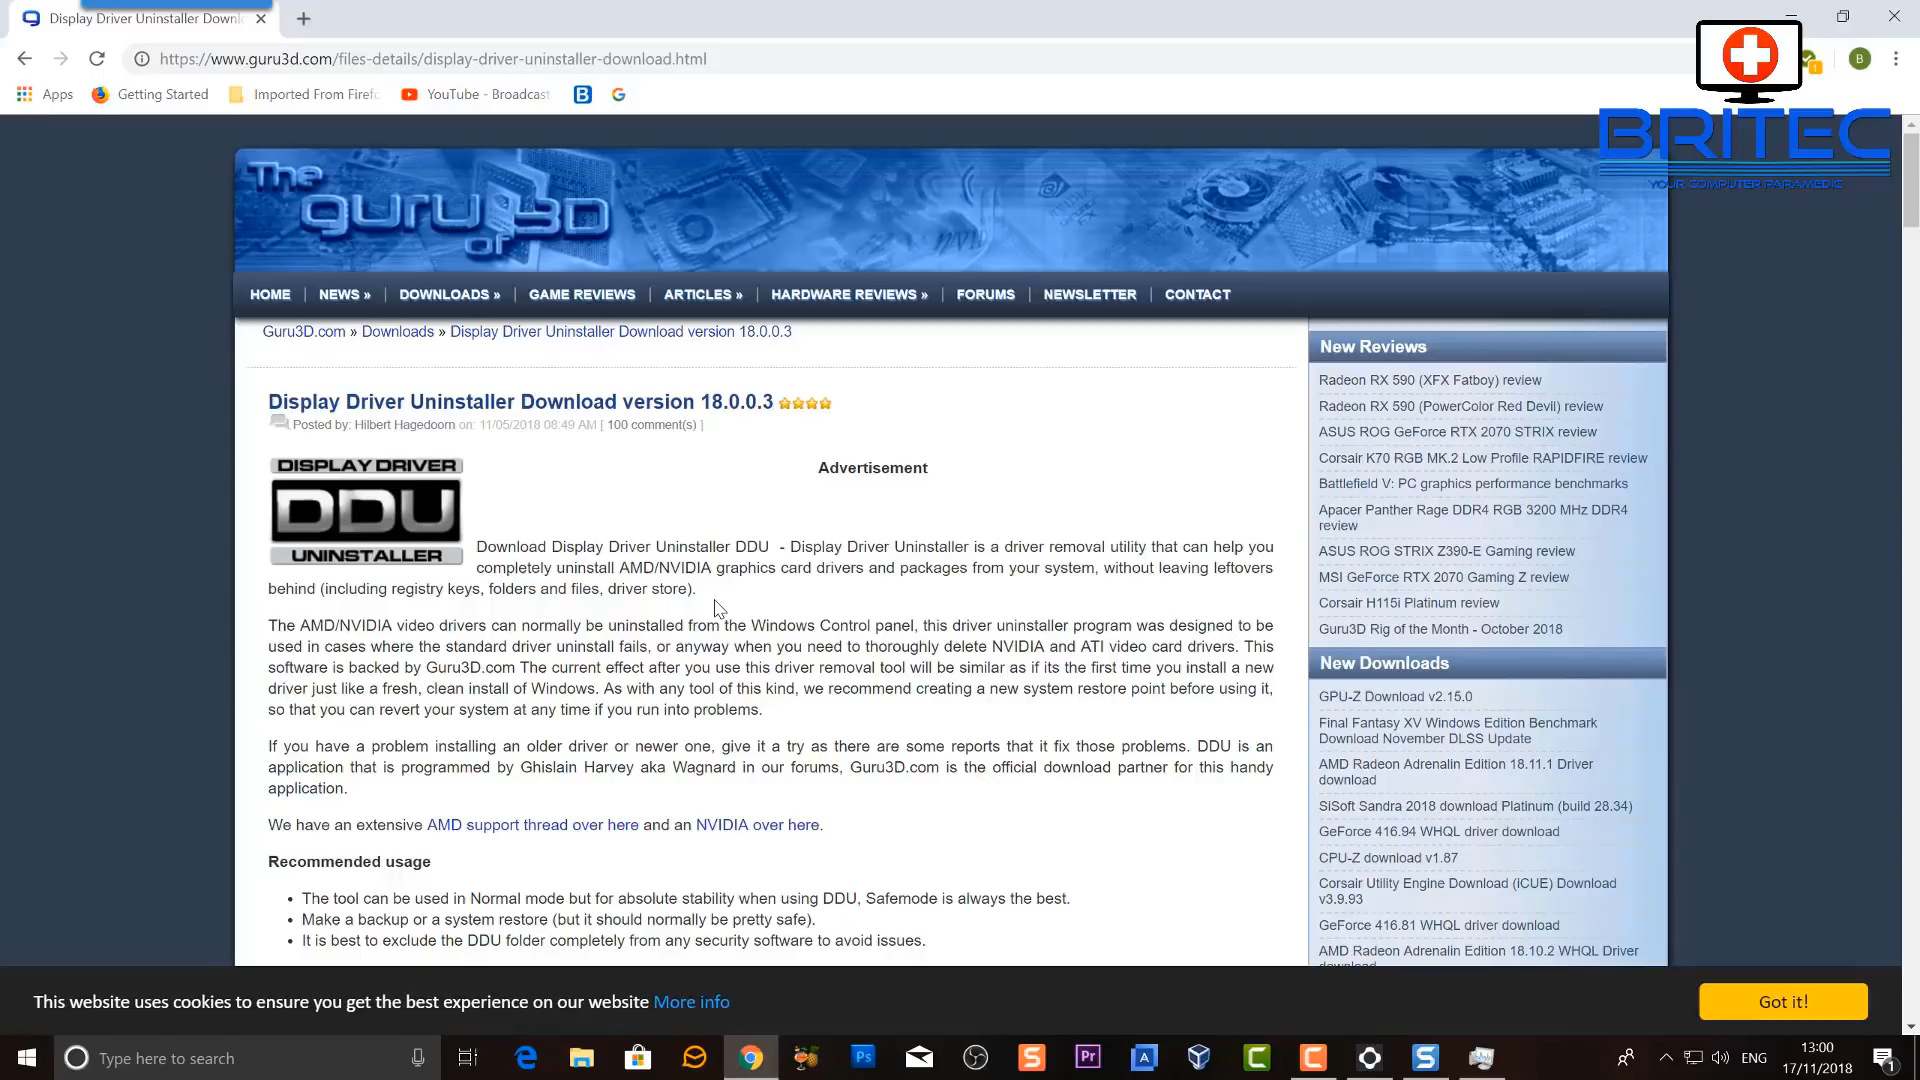 Display Driver Uninstaller Downl
https://www.guru3d.com/files-details/display-driver-uninstaller-download.html
1
B
Apps Getting Started Imported From Firefo YouTube - Broadcast B G
BRITEC
YOUR COMPUTER PARAMEDIC
The
guru
of 3D
HOME NEWS » DOWNLOADS » GAME REVIEWS ARTICLES » HARDWARE REVIEWS » FORUMS NEWSLETTER CONTACT
Guru3D.com » Downloads » Display Driver Uninstaller Download version 18.0.0.3
Display Driver Uninstaller Download version 18.0.0.3
Posted by: Hilbert Hagedoorn on: 11/05/2018 08:49 AM [ 100 comment(s) ]
DISPLAY DRIVER
DDU
UNINSTALLER
Advertisement
Download Display Driver Uninstaller DDU - Display Driver Uninstaller is a driver removal utility that can help you
completely uninstall AMD/NVIDIA graphics card drivers and packages from your system, without leaving leftovers
behind (including registry keys, folders and files, driver store).
The AMD/NVIDIA video drivers can normally be uninstalled from the Windows Control panel, this driver uninstaller program was designed to be
used in cases where the standard driver uninstall fails, or anyway when you need to thoroughly delete NVIDIA and ATI video card drivers. This
software is backed by Guru3D.com The current effect after you use this driver removal tool will be similar as if its the first time you install a new
driver just like a fresh, clean install of Windows. As with any tool of this kind, we recommend creating a new system restore point before using it,
so that you can revert your system at any time if you run into problems.
If you have a problem installing an older driver or newer one, give it a try as there are some reports that it fix those problems. DDU is an
application that is programmed by Ghislain Harvey aka Wagnard in our forums, Guru3D.com is the official download partner for this handy
application.
We have an extensive AMD support thread over here and an NVIDIA over here.
Recommended usage
• The tool can be used in Normal mode but for absolute stability when using DDU, Safemode is always the best.
• Make a backup or a system restore (but it should normally be pretty safe).
• It is best to exclude the DDU folder completely from any security software to avoid issues.
New Reviews
Radeon RX 590 (XFX Fatboy) review
Radeon RX 590 (PowerColor Red Devil) review
ASUS ROG GeForce RTX 2070 STRIX review
Corsair K70 RGB MK.2 Low Profile RAPIDFIRE review
Battlefield V: PC graphics performance benchmarks
Apacer Panther Rage DDR4 RGB 3200 MHz DDR4
review
ASUS ROG STRIX Z390-E Gaming review
MSI GeForce RTX 2070 Gaming Z review
Corsair H115i Platinum review
Guru3D Rig of the Month - October 2018
New Downloads
GPU-Z Download v2.15.0
Final Fantasy XV Windows Edition Benchmark
Download November DLSS Update
AMD Radeon Adrenalin Edition 18.11.1 Driver
download
SiSoft Sandra 2018 download Platinum (build 28.34)
GeForce 416.94 WHQL driver download
CPU-Z download v1.87
Corsair Utility Engine Download (ICUE) Download
v3.9.93
GeForce 416.81 WHQL driver download
AMD Radeon Adrenalin Edition 18.10.2 WHQL Driver
download
This website uses cookies to ensure you get the best experience on our website More info
Got it!
Type here to search
Ps
S
Pr
A
C
C
S
ENG
13:00
17/11/2018
1